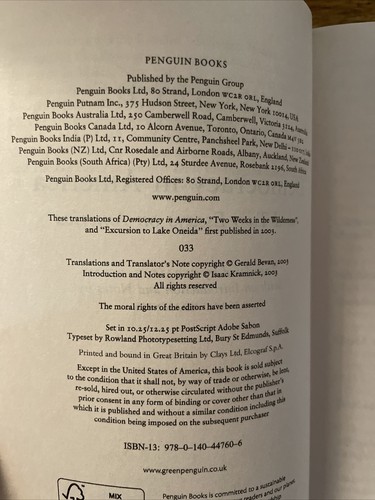 PENGUIN BOOKS
Published by the Penguin Group
Penguin Books Ltd, 80 Strand, London WC2R 0RL, England
Penguin Putnam Inc., 375 Hudson Street, New York, New York 10014, USA
Penguin Books Australia Ltd, 250 Camberwell Road, Camberwell, Victoria 3124, Australia
Penguin Books Canada Ltd, 10 Alcorn Avenue, Toronto, Ontario, Canada
Penguin Books India (P) Ltd, 11, Community Centre, Panchsheel Park, New Delhi –
Penguin Books (NZ) Ltd, Cnr Rosedale and Airborne Roads, Albany, Auckland, New Zealand
Penguin Books (South Africa) (Pty) Ltd, 24 Sturdee Avenue, Rosebank 2196, South Africa
Penguin Books Ltd, Registered Offices: 80 Strand, London WC2R 0RL, England
www.penguin.com
These translations of Democracy in America, "Two Weeks in the Wilderness",
and "Excursion to Lake Oneida" first published in 2003.
033
Translations and Translator's Note copyright © Gerald Bevan, 2003
Introduction and Notes copyright © Isaac Kramnick, 2003
All rights reserved
The moral rights of the editors have been asserted
Set in 10.25/12.25 pt PostScript Adobe Sabon
Typeset by Rowland Phototypesetting Ltd, Bury St Edmunds, Suffolk
Printed and bound in Great Britain by Clays Ltd, Elcograf S.p.A.
Except in the United States of America, this book is sold subject
to the condition that it shall not, by way of trade or otherwise, be lent,
re-sold, hired out, or otherwise circulated without the publisher's
prior consent in any form of binding or cover other than that in
which it is published and without a similar condition including this
condition being imposed on the subsequent purchaser
ISBN-13: 978-0-140-44760-6
www.greenpenguin.co.uk
FSC
MIX
Penguin Books is committed to a sustainable
readers and our planet.